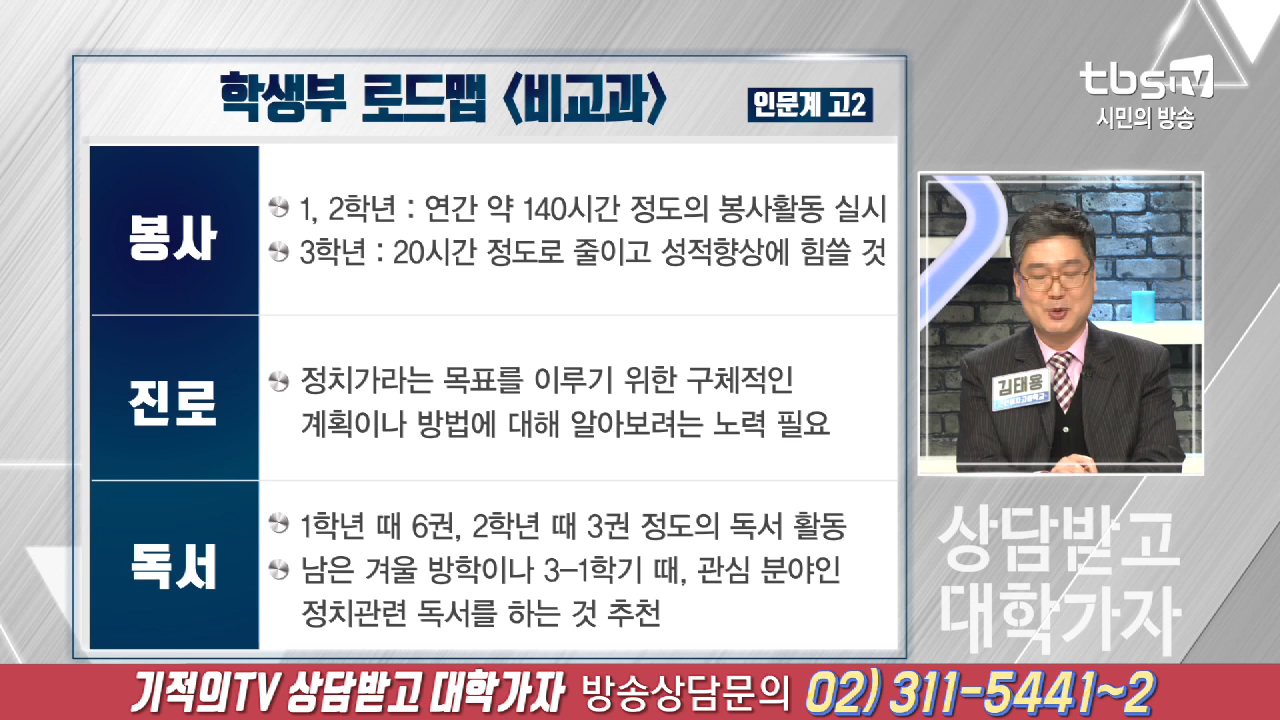 학생부 로드맵 <비교과>
인문계 고2
tbsTV
시민의 방송
봉사
1, 2학년 : 연간 약 140시간 정도의 봉사활동 실시
3학년 : 20시간 정도로 줄이고 성적향상에 힘쓸 것
진로
정치가라는 목표를 이루기 위한 구체적인
계획이나 방법에 대해 알아보려는 노력 필요
독서
1학년 때 6권, 2학년 때 3권 정도의 독서 활동
남은 겨울 방학이나 3-1학기 때, 관심 분야인
정치관련 독서를 하는 것 추천
김태용
상담받고
대학가자
기적의TV 상담받고 대학가자 방송상담문의 02) 311-5441~2